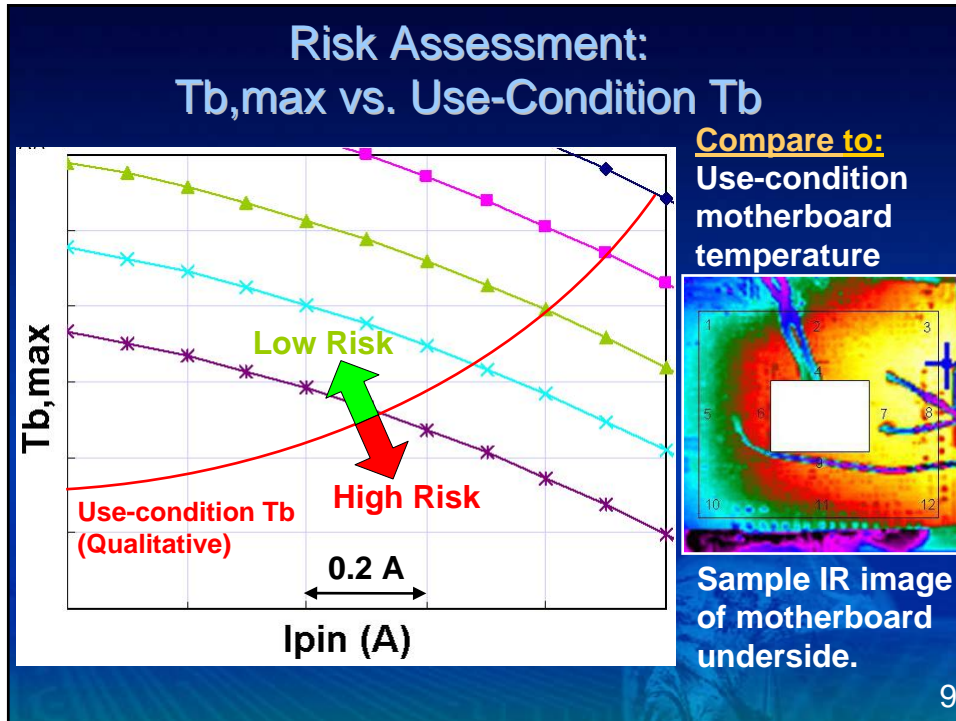 Risk Assessment:
Tb,max vs. Use-Condition Tb
Compare to:
Use-condition
motherboard
temperature
Tb,max
Low Risk
High Risk
Use-condition Tb
(Qualitative)
0.2 A
Ipin (A)
1
2
3
4
5
6
7
8
9
10
11
12
Sample IR image
of motherboard
underside.
9